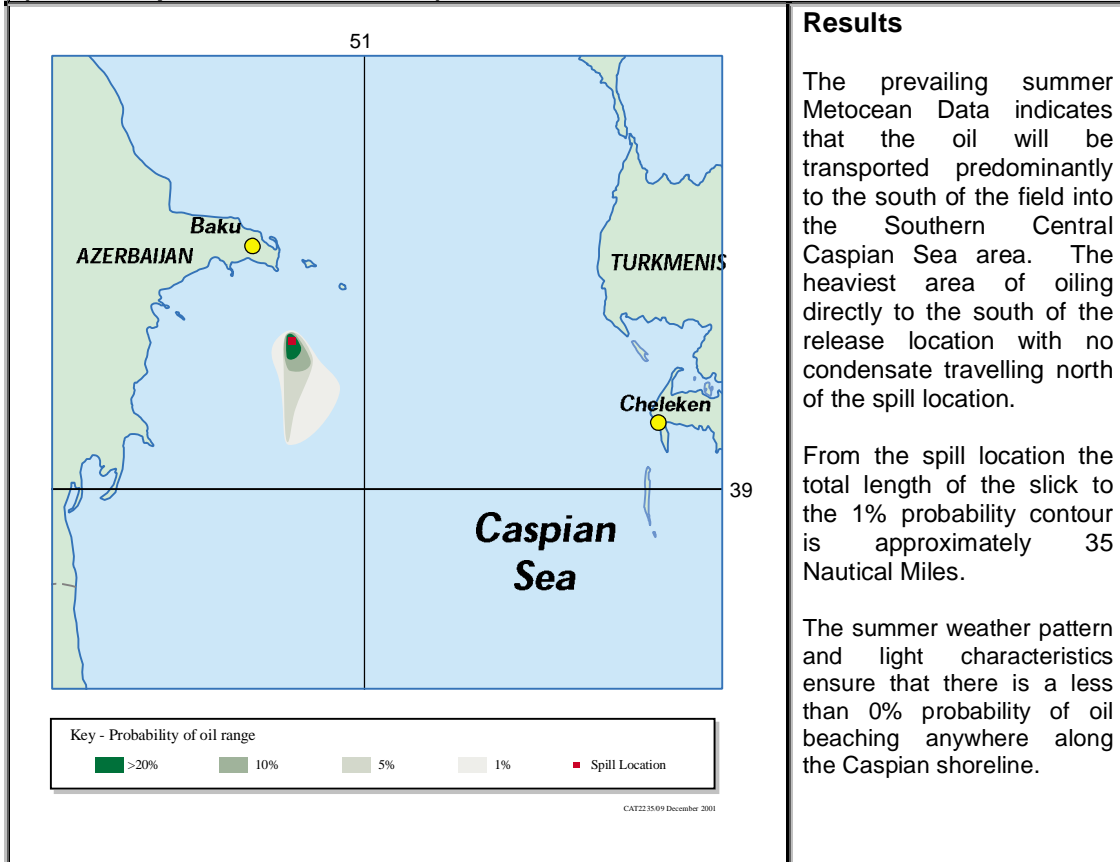 51
Baku
AZERBAIJAN
TURKMENIS
Cheleken
39
Caspian
Sea
Key - Probability of oil range
>20% 10% 5% 1% Spill Location
CAT2235/09 December 2001
Results
The prevailing summer
Metocean Data indicates
that the oil will be
transported predominantly
to the south of the field into
the Southern Central
Caspian Sea area. The
heaviest area of oiling
directly to the south of the
release location with no
condensate travelling north
of the spill location.
From the spill location the
total length of the slick to
the 1% probability contour
is approximately 35
Nautical Miles.
The summer weather pattern
and light characteristics
ensure that there is a less
than 0% probability of oil
beaching anywhere along
the Caspian shoreline.